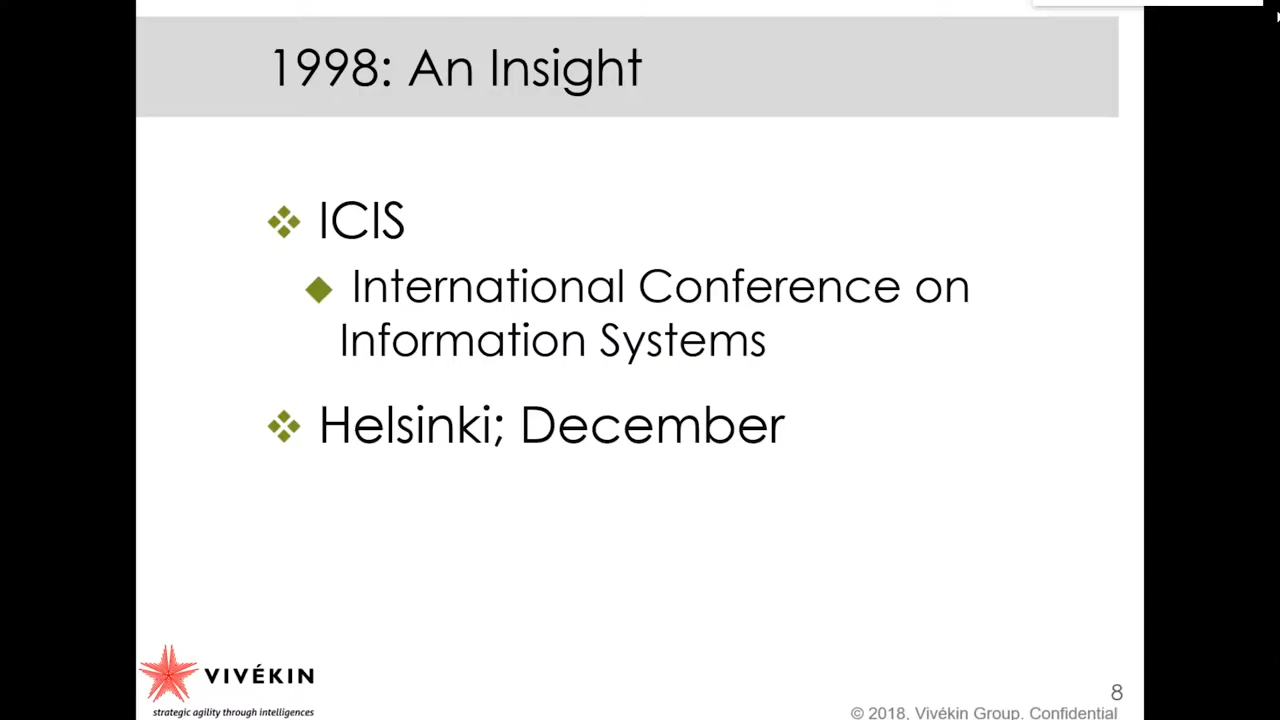 1998: An Insight
ICIS
International Conference on
Information Systems
Helsinki; December
VIVÉKIN
strategic agility through intelligences
8
© 2018, Vivékin Group, Confidential